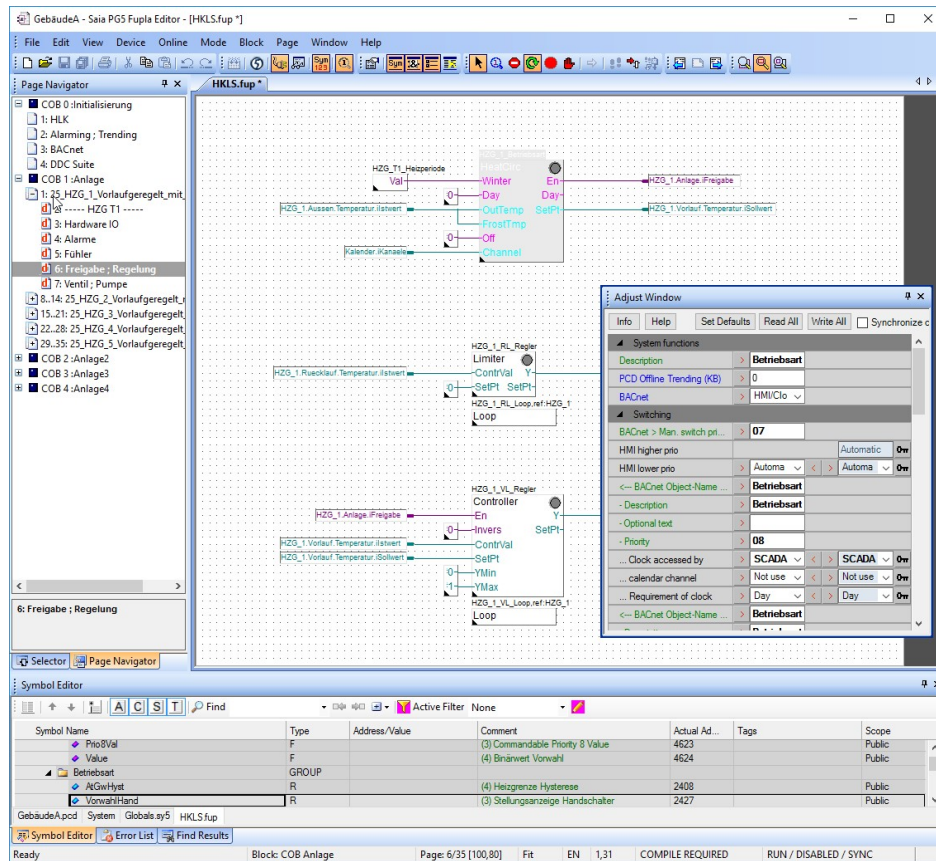 GebäudeA - Saia PG5 Fupla Editor - [HKLS.fup *]
File Edit View Device Online Mode Block Page Window Help
Page Navigator
HKLS.fup *
COB 0 :Initialisierung
1: HLK
2: Alarming ; Trending
3: BACnet
4: DDC Suite
COB 1 :Anlage
1: 25_HZG_1_Vorlaufgeregelt_mit_
----- HZG T1 -----
3: Hardware IO
4: Alarme
5: Fühler
6: Freigabe ; Regelung
7: Ventil ; Pumpe
8..14: 25_HZG_2_Vorlaufgeregelt_r
15..21: 25_HZG_3_Vorlaufgeregelt_
22..28: 25_HZG_4_Vorlaufgeregelt_
29..35: 25_HZG_5_Vorlaufgeregelt_
COB 2 :Anlage2
COB 3 :Anlage3
COB 4 :Anlage4
6: Freigabe ; Regelung
Selector Page Navigator
HZG_T1_Heizperiode
Val Winter En HZG_1.Anlage.iFreigabe
0 Day Day
HZG_1.Aussen.Temperatur.iIstwert OutTemp SetPt HZG_1.Vorlauf.Temperatur.iSollwert
FrostTmp
0 Off
Kalender.iKanaele Channel
HZG_1_RL_Regler
Limiter
HZG_1.Ruecklauf.Temperatur.iIstwert ContrVal Y
0 SetPt SetPt
HZG_1_RL_Loop,ref:HZG_1
Loop
HZG_1_VL_Regler
Controller
HZG_1.Anlage.iFreigabe En Y
0 Invers SetPt
HZG_1.Vorlauf.Temperatur.iIstwert ContrVal
HZG_1.Vorlauf.Temperatur.iSollwert SetPt
0 YMin
1 YMax
HZG_1_VL_Loop,ref:HZG_1
Loop
Adjust Window
Info Help Set Defaults Read All Write All Synchronize c
System functions
Description > Betriebsart
PCD Offline Trending (KB) > 0
BACnet > HMI/Clo
Switching
BACnet > Man. switch pri... > 07
HMI higher prio Automatic
HMI lower prio > Automa < > Automa
<--- BACnet Object-Name ... > Betriebsart
- Description > Betriebsart
- Optional text >
- Priority > 08
... Clock accessed by > SCADA < > SCADA
... calendar channel > Not use < > Not use
... Requirement of clock > Day < > Day
<--- BACnet Object-Name ... > Betriebsart
Symbol Editor
A C S T Find Active Filter None
Symbol Name Type Address/Value Comment Actual Ad... Tags Scope
Prio8Val F (3) Commandable Priority 8 Value 4623 Public
Value F (4) Binärwert Vorwahl 4624 Public
Betriebsart GROUP
AtGwHyst R (4) Heizgrenze Hysterese 2408 Public
VorwahlHand R (3) Stellungsanzeige Handschalter 2427 Public
GebäudeA.pcd System Globals.sy5 HKLS.fup
Symbol Editor Error List Find Results
Ready Block: COB Anlage Page: 6/35 [100,80] Fit EN 1,31 COMPILE REQUIRED RUN / DISABLED / SYNC